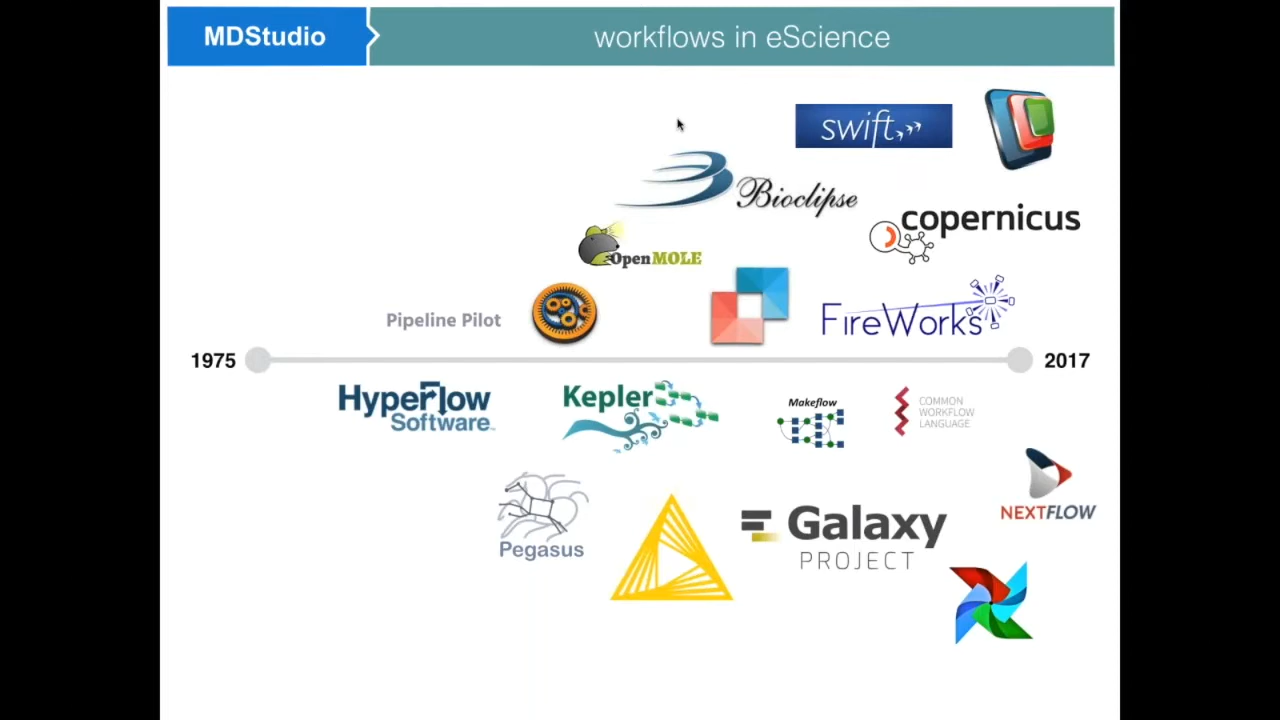 MDStudio
workflows in eScience
swift
Bioclipse
copernicus
OpenMOLE
Pipeline Pilot
FireWorks
1975
2017
HyperFlow
Software
Kepler
Makeflow
COMMON
WORKFLOW
LANGUAGE
NEXTFLOW
Pegasus
Galaxy
PROJECT